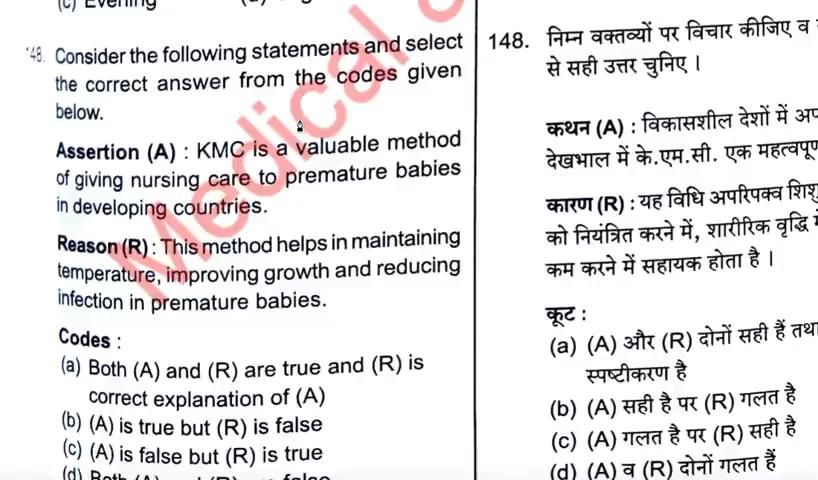 (c) Evening
148. Consider the following statements and select
the correct answer from the codes given
below.
Assertion (A) : KMC is a valuable method
of giving nursing care to premature babies
in developing countries.
Reason (R) : This method helps in maintaining
temperature, improving growth and reducing
infection in premature babies.
Codes :
(a) Both (A) and (R) are true and (R) is
correct explanation of (A)
(b) (A) is true but (R) is false
(c) (A) is false but (R) is true
(d) Both (A) and (R) are false
148. निम्न वक्तव्यों पर विचार कीजिए व
से सही उत्तर चुनिए ।
कथन (A) : विकासशील देशों में
देखभाल में के.एम.सी. एक
कारण (R) : यह विधि अपरिपक्व
को नियंत्रित करने में, शारीरिक वृद्धि
कम करने में सहायक होता है ।
कूट :
(a) (A) और (R) दोनों सही हैं
स्पष्टीकरण है
(b) (A) सही है पर (R) गलत है
(c) (A) गलत है पर (R) सही है
(d) (A) व (R) दोनों गलत हैं
Medical